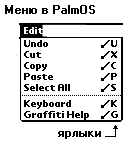 Меню в PalmOS
Edit
Undo /U
Cut /X
Copy /C
Paste /P
Select All /S
Keyboard /K
Graffiti Help /G
ярлыки